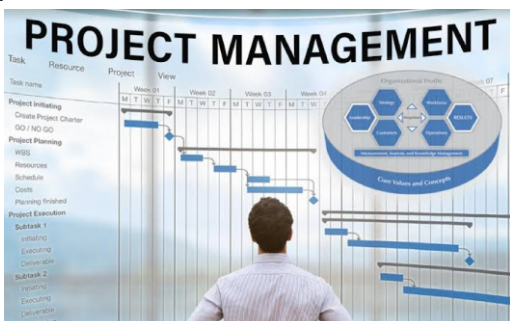 PROJECT MANAGEMENT
Task Resource Project View
Task name
Week 01 Week 02 Week 03 Week 04 07
M T W T F M T W T F M T W T F M T
Project Initiating
Create Project Charter
GO / NO GO
Project Planning
WBS
Resources
Schedule
Costs
Planning finished
Project Execution
Subtask 1
Initiating
Executing
Deliverable
Subtask 2
Initiating
Executing
Deliverable
Organizational Profile
Strategy Workforce
Leadership Integration RESULTS
Customers Operations
Measurement, Analysis, and Knowledge Management
Core Values and Concepts